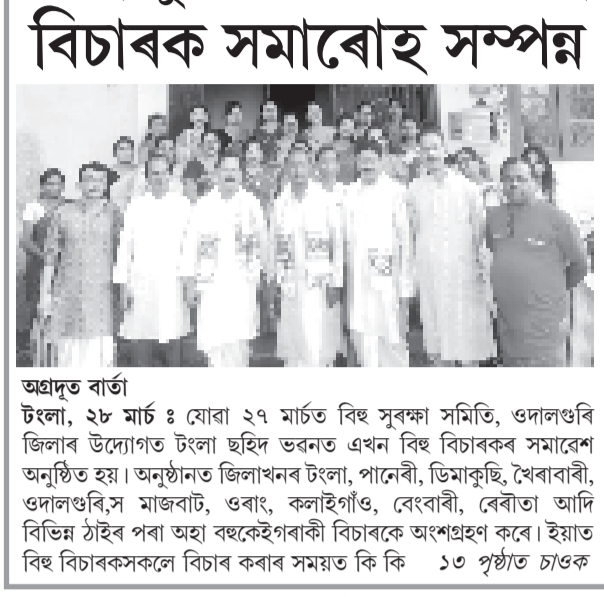 বিচাৰক সমাৰোহ সম্পন্ন
অগ্ৰদূত বাৰ্তা
টংলা, ২৮ মাৰ্চ ঃ যোৱা ২৭ মাৰ্চত বিহু সুৰক্ষা সমিতি, ওদালগুৰি
জিলাৰ উদ্যোগত টংলা ছহিদ ভৱনত এখন বিহু বিচাৰকৰ সমাৱেশ
অনুষ্ঠিত হয়। অনুষ্ঠানত জিলাখনৰ টংলা, পানেৰী, ডিমাকুছি, খৈৰাবাৰী,
ওদালগুৰি,স মাজবাট, ওৰাং, কলাইগাঁও, বেংবাৰী, ৰেৰৌতা আদি
বিভিন্ন ঠাইৰ পৰা অহা বহুকেইগৰাকী বিচাৰকে অংশগ্ৰহণ কৰে। ইয়াত
বিহু বিচাৰকসকলে বিচাৰ কৰাৰ সময়ত কি কি ১৩ পৃষ্ঠাত চাওক